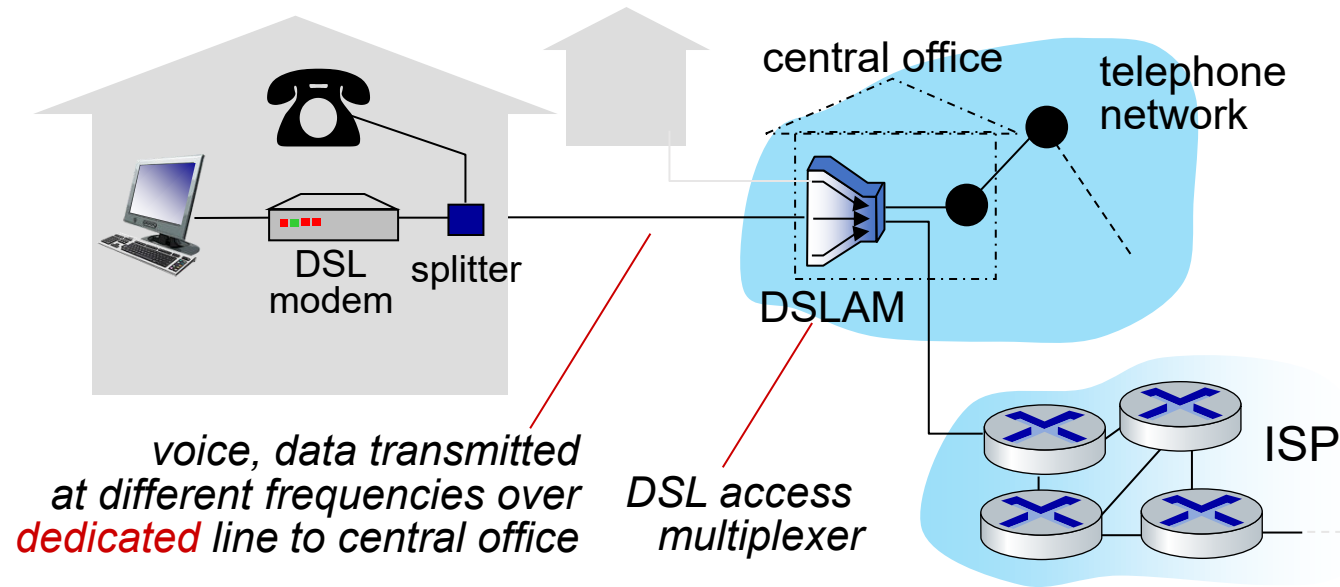 central office
telephone
network
DSL
modem
splitter
DSLAM
ISP
voice, data transmitted
at different frequencies over
dedicated line to central office
DSL access
multiplexer